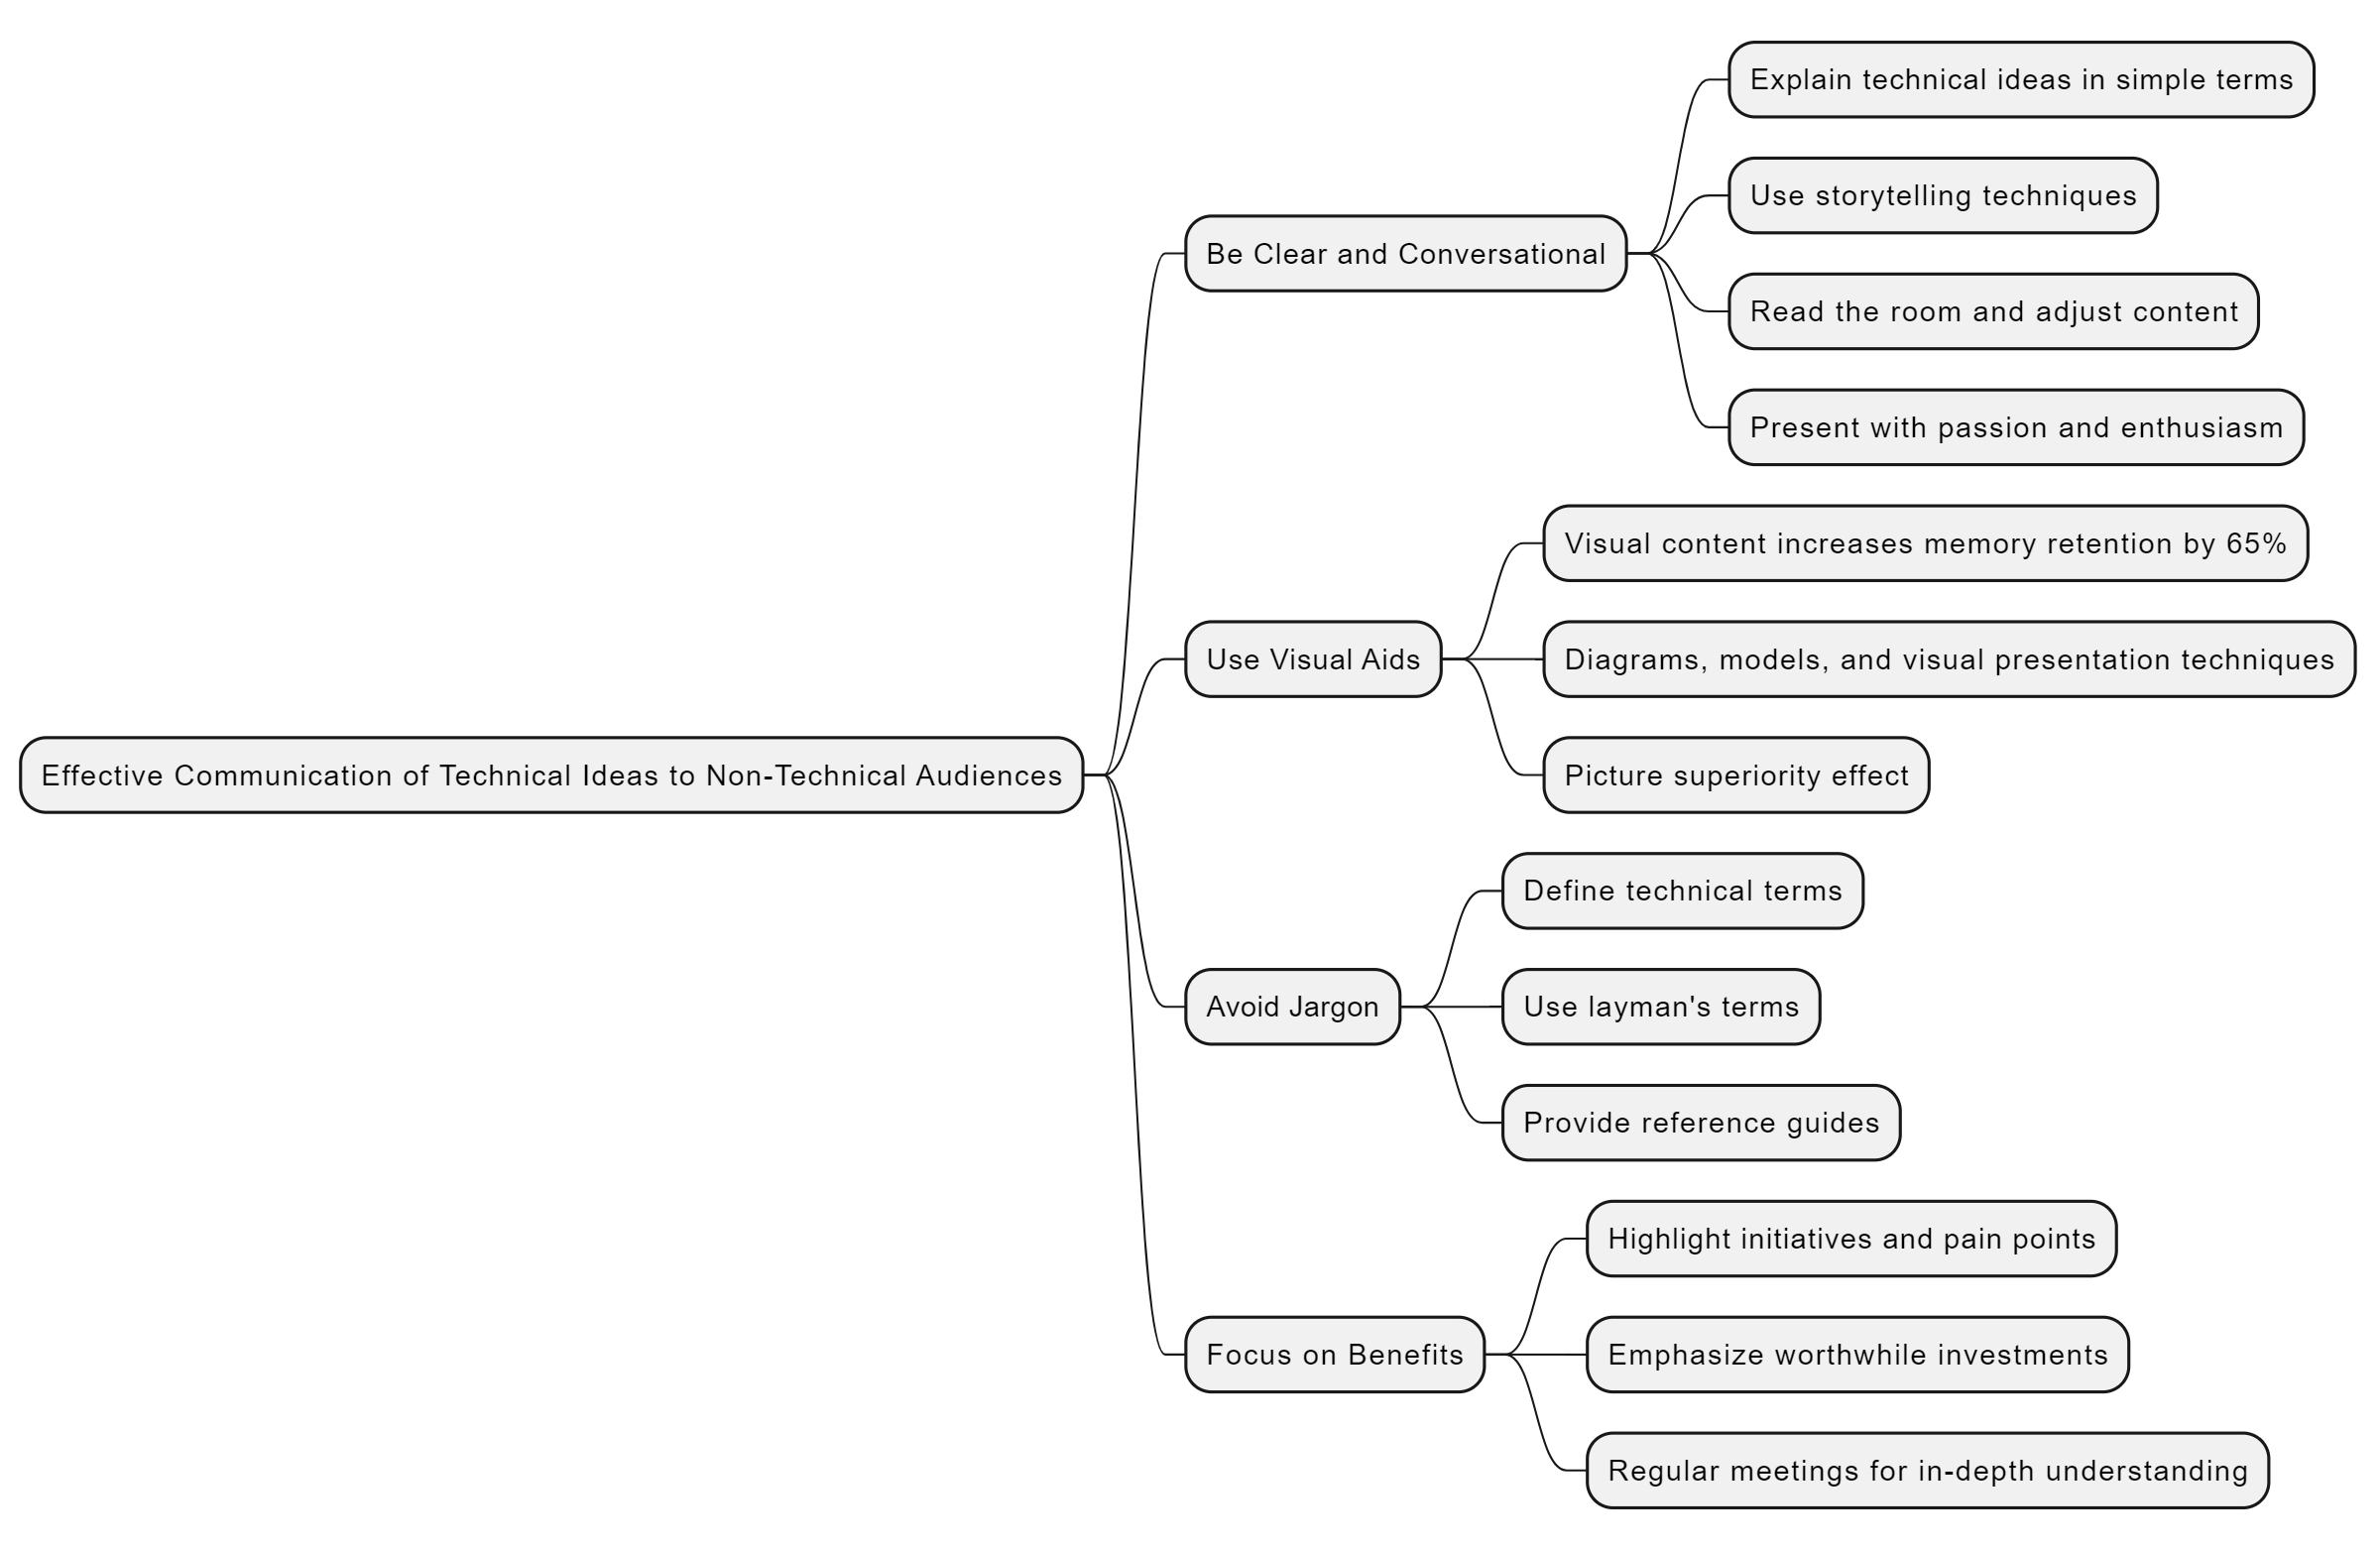 Effective Communication of Technical Ideas to Non-Technical Audiences
Be Clear and Conversational
Explain technical ideas in simple terms
Use storytelling techniques
Read the room and adjust content
Present with passion and enthusiasm
Use Visual Aids
Visual content increases memory retention by 65%
Diagrams, models, and visual presentation techniques
Picture superiority effect
Avoid Jargon
Define technical terms
Use layman's terms
Provide reference guides
Focus on Benefits
Highlight initiatives and pain points
Emphasize worthwhile investments
Regular meetings for in-depth understanding